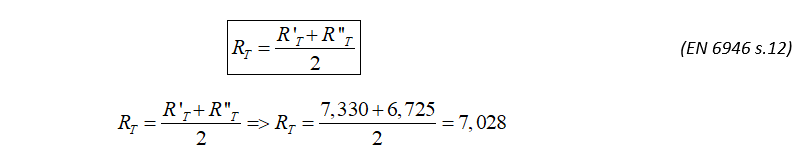 R_T = (R'_T + R"_T) / 2 (EN 6946 s.12)
R_T = (R'_T + R"_T) / 2 => R_T = (7,330 + 6,725) / 2 = 7,028